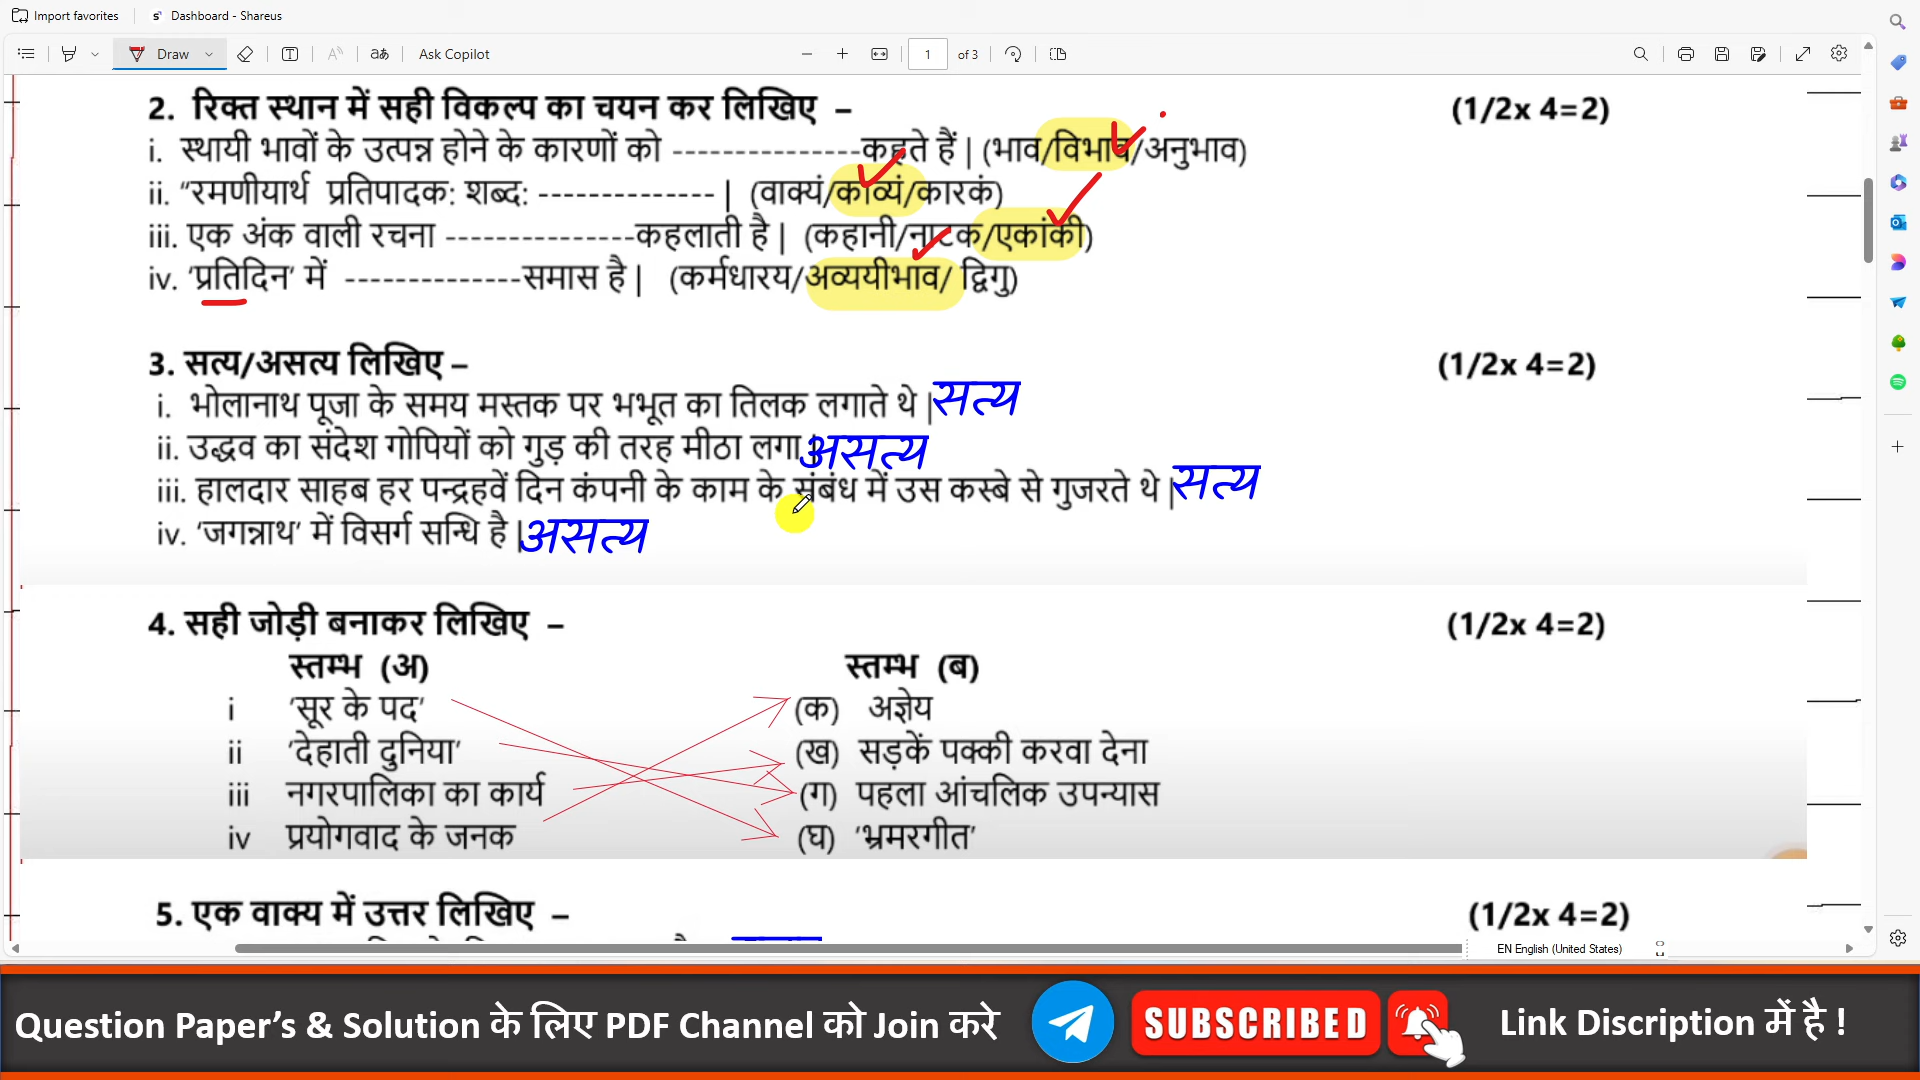 Import favorites
Dashboard - Shareus
Draw
Ask Copilot
1 of 3
2. रिक्त स्थान में सही विकल्प का चयन कर लिखिए – (1/2x 4=2)
i. स्थायी भावों के उत्पन्न होने के कारणों को ---------------कहते हैं | (भाव/विभाव/अनुभाव)
ii. “रमणीयार्थ प्रतिपादक: शब्द: -------------- | (वाक्यं/काव्यं/कारकं)
iii. एक अंक वाली रचना ---------------कहलाती है | (कहानी/नाटक/एकांकी)
iv. ‘प्रतिदिन’ में --------------समास है | (कर्मधारय/अव्ययीभाव/ द्विगु)
3. सत्य/असत्य लिखिए – (1/2x 4=2)
i. भोलानाथ पूजा के समय मस्तक पर भभूत का तिलक लगाते थे | सत्य
ii. उद्धव का संदेश गोपियों को गुड़ की तरह मीठा लगा | असत्य
iii. हालदार साहब हर पन्द्रहवें दिन कंपनी के काम के संबंध में उस कस्बे से गुजरते थे | सत्य
iv. ‘जगन्नाथ’ में विसर्ग सन्धि है | असत्य
4. सही जोड़ी बनाकर लिखिए – (1/2x 4=2)
स्तम्भ (अ) स्तम्भ (ब)
i ‘सूर के पद’ (क) अज्ञेय
ii ‘देहाती दुनिया’ (ख) सड़कें पक्की करवा देना
iii नगरपालिका का कार्य (ग) पहला आंचलिक उपन्यास
iv प्रयोगवाद के जनक (घ) ‘भ्रमरगीत’
5. एक वाक्य में उत्तर लिखिए – (1/2x 4=2)
EN English (United States)
Question Paper’s & Solution के लिए PDF Channel को Join करे
SUBSCRIBED
Link Discription में है !